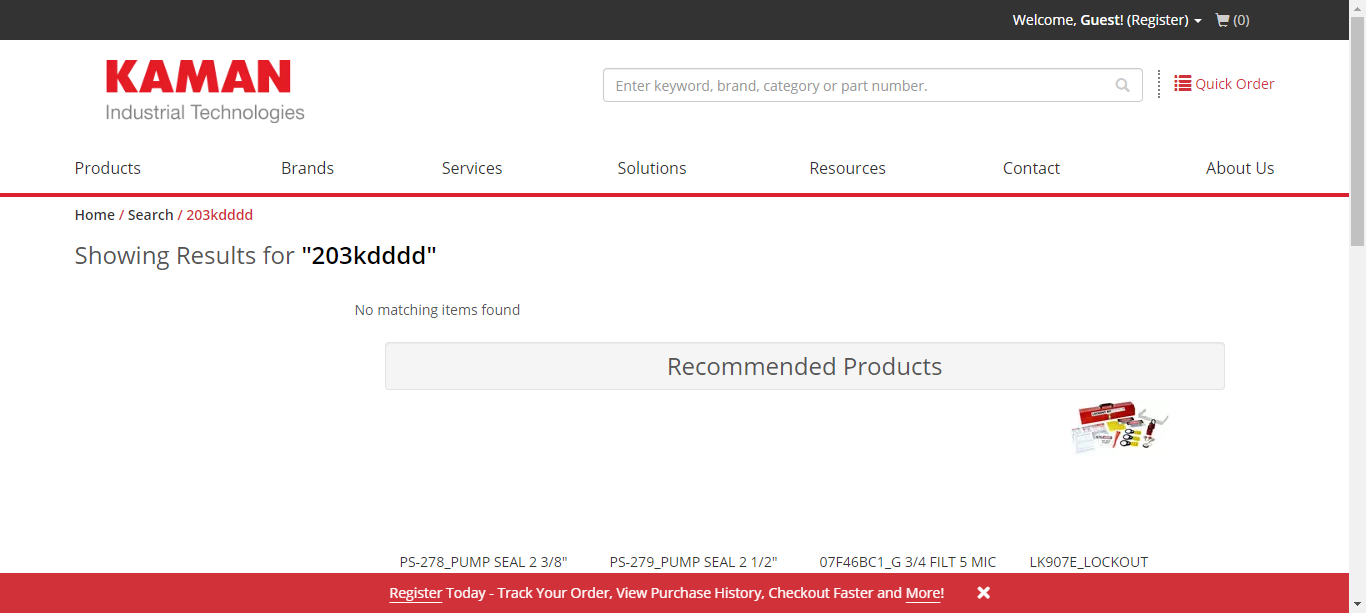 Welcome, Guest! (Register) (0)
KAMAN
Industrial Technologies
Enter keyword, brand, category or part number.
Quick Order
Products Brands Services Solutions Resources Contact About Us
Home / Search / 203kdddd
Showing Results for "203kdddd"
No matching items found
Recommended Products
PS-278_PUMP SEAL 2 3/8" PS-279_PUMP SEAL 2 1/2" 07F46BC1_G 3/4 FILT 5 MIC LK907E_LOCKOUT
Register Today - Track Your Order, View Purchase History, Checkout Faster and More!